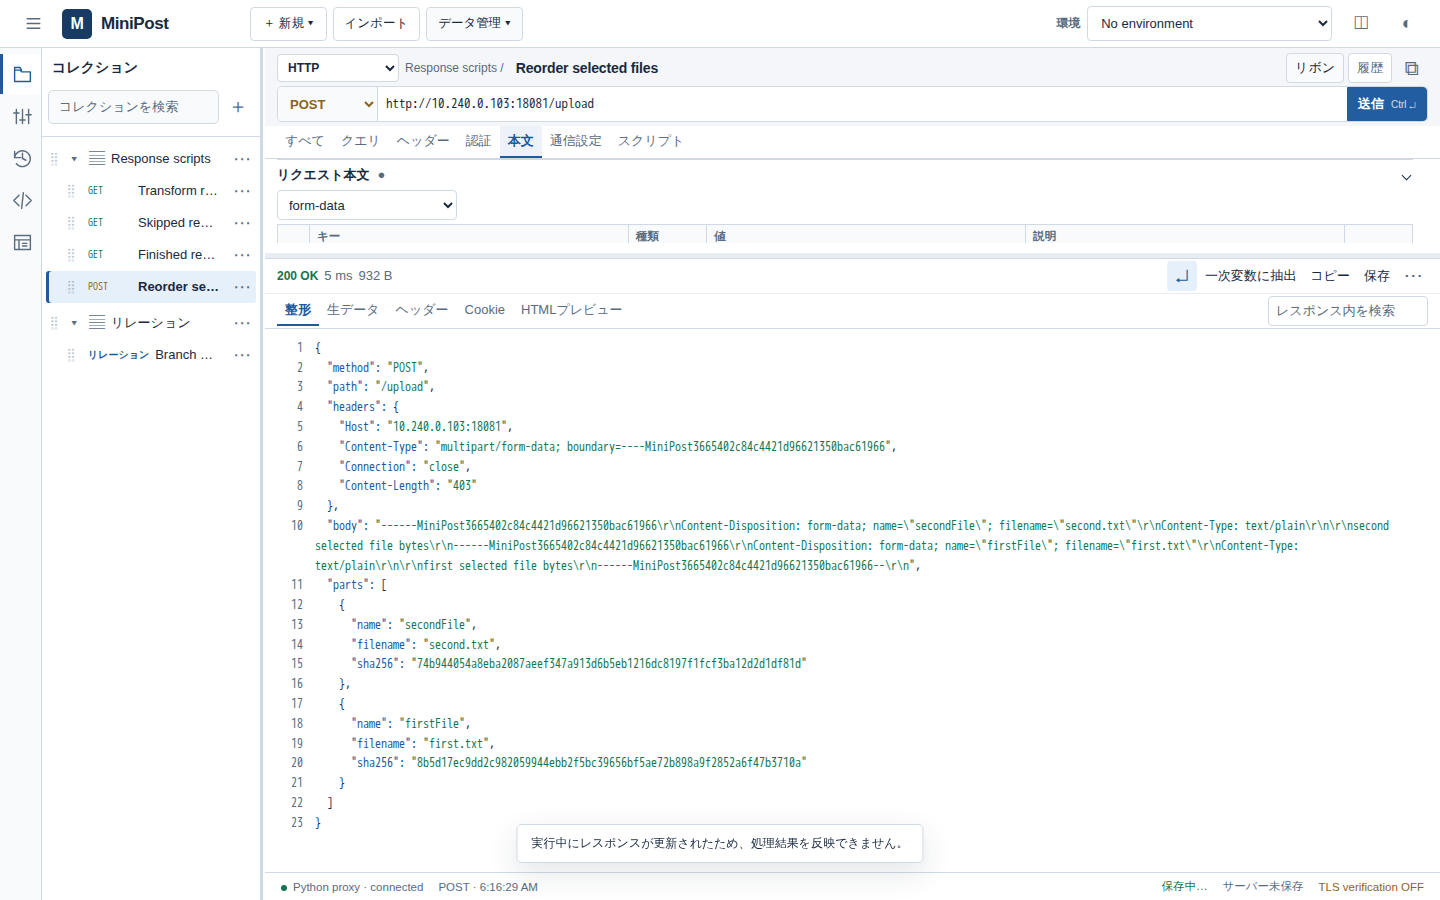 M MiniPost ＋ 新規 ▾ インポート データ管理 ▾ 環境 No environment
コレクション
HTTP Response scripts / Reorder selected files リボン 履歴
コレクションを検索 +
POST http://10.240.0.103:18081/upload 送信 Ctrl
すべて クエリ ヘッダー 認証 本文 通信設定 スクリプト
Response scripts ...
GET Transform r... ...
GET Skipped re... ...
GET Finished re... ...
POST Reorder se... ...
リレーション ...
リレーション Branch ... ...
リクエスト本文
form-data
キー 種類 値 説明
200 OK 5 ms 932 B 一次変数に抽出 コピー 保存 ...
整形 生データ ヘッダー Cookie HTMLプレビュー レスポンス内を検索
1 {
2 "method": "POST",
3 "path": "/upload",
4 "headers": {
5 "Host": "10.240.0.103:18081",
6 "Content-Type": "multipart/form-data; boundary=----MiniPost3665402c84c4421d96621350bac61966",
7 "Connection": "close",
8 "Content-Length": "403"
9 },
10 "body": "------MiniPost3665402c84c4421d96621350bac61966\r\nContent-Disposition: form-data; name=\"secondFile\"; filename=\"second.txt\"\r\nContent-Type: text/plain\r\n\r\nsecond
selected file bytes\r\n------MiniPost3665402c84c4421d96621350bac61966\r\nContent-Disposition: form-data; name=\"firstFile\"; filename=\"first.txt\"\r\nContent-Type:
text/plain\r\n\r\nfirst selected file bytes\r\n------MiniPost3665402c84c4421d96621350bac61966--\r\n",
11 "parts": [
12 {
13 "name": "secondFile",
14 "filename": "second.txt",
15 "sha256": "74b944054a8eba2087aeef347a913d6b5eb1216dc8197f1fcf3ba12d2d1df81d"
16 },
17 {
18 "name": "firstFile",
19 "filename": "first.txt",
20 "sha256": "8b5d17ec9dd2c982059944ebb2f5bc39656bf5ae72b898a9f2852a6f47b3710a"
21 }
22 ]
23 }
実行中にレスポンスが更新されたため、処理結果を反映できません。
Python proxy · connected POST · 6:16:29 AM 保存中… サーバー未保存 TLS verification OFF